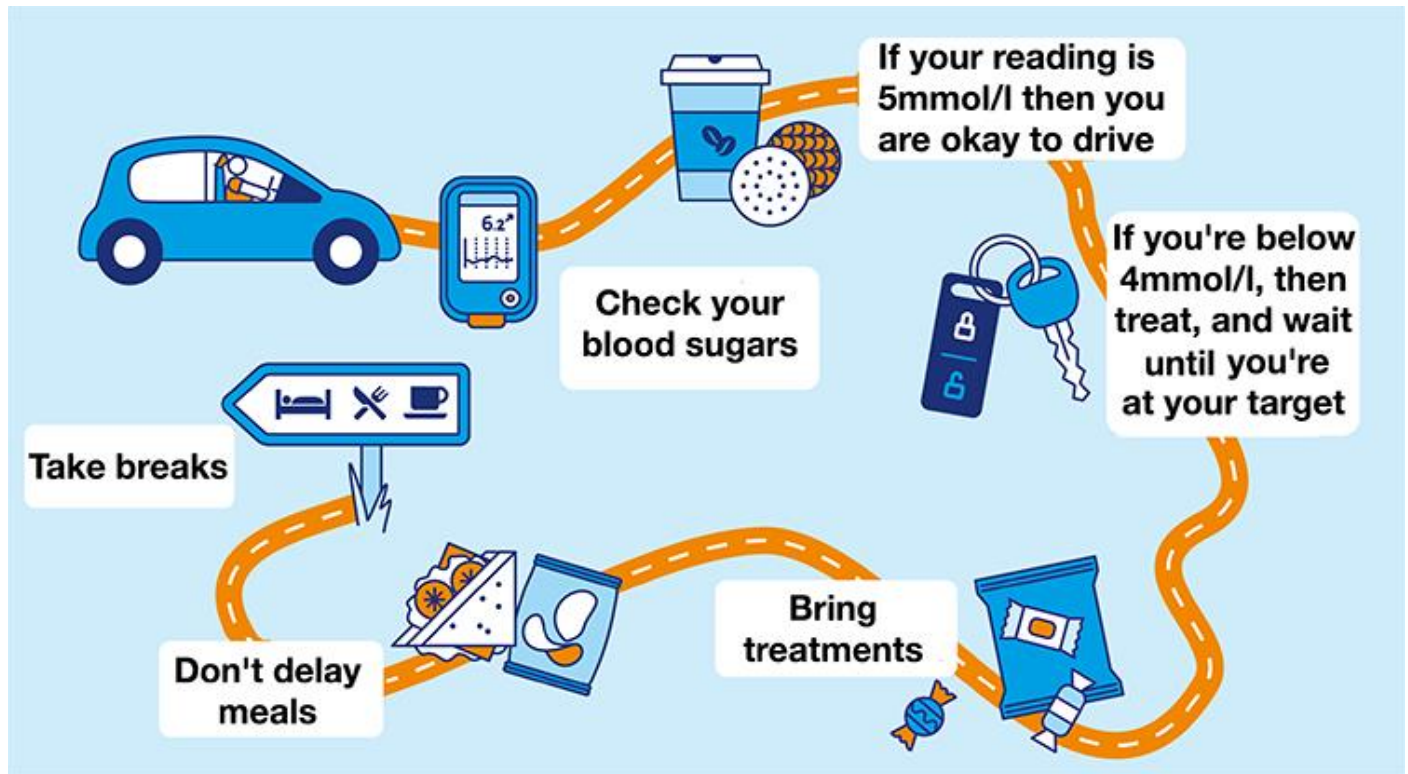 6.2
Check your
blood sugars
If your reading is
5mmol/l then you
are okay to drive
If you're below
4mmol/l, then
treat, and wait
until you're
at your target
Bring
treatments
Don't delay
meals
Take breaks